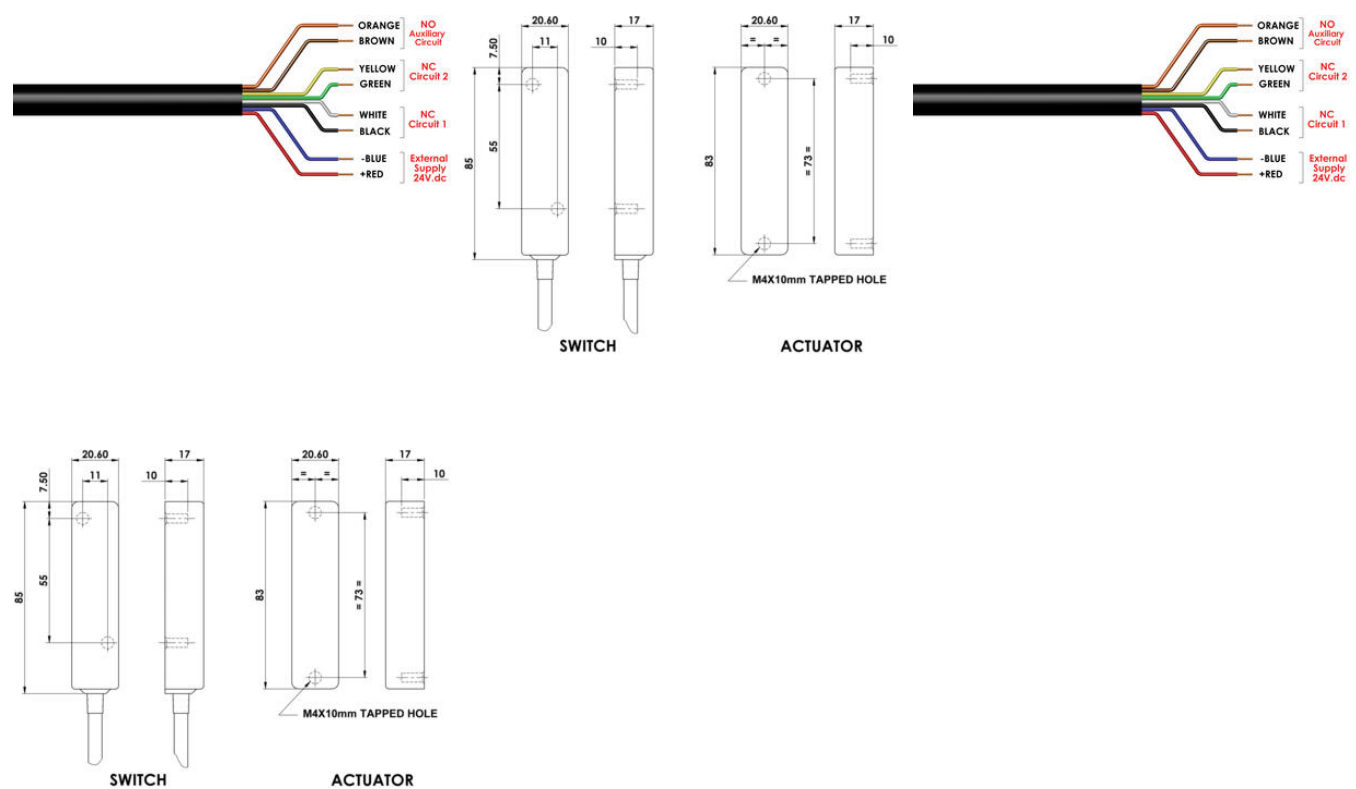 ORANGE
BROWN
NO
Auxiliary
Circuit
YELLOW
GREEN
NC
Circuit 2
WHITE
BLACK
NC
Circuit 1
-BLUE
+RED
External
Supply
24V.dc
20.60
11
7.50
55
85
17
10
SWITCH
20.60
= =
83
= 73 =
17
10
M4X10mm TAPPED HOLE
ACTUATOR
ORANGE
BROWN
NO
Auxiliary
Circuit
YELLOW
GREEN
NC
Circuit 2
WHITE
BLACK
NC
Circuit 1
-BLUE
+RED
External
Supply
24V.dc
20.60
11
7.50
55
85
17
10
SWITCH
20.60
= =
83
= 73 =
17
10
M4X10mm TAPPED HOLE
ACTUATOR